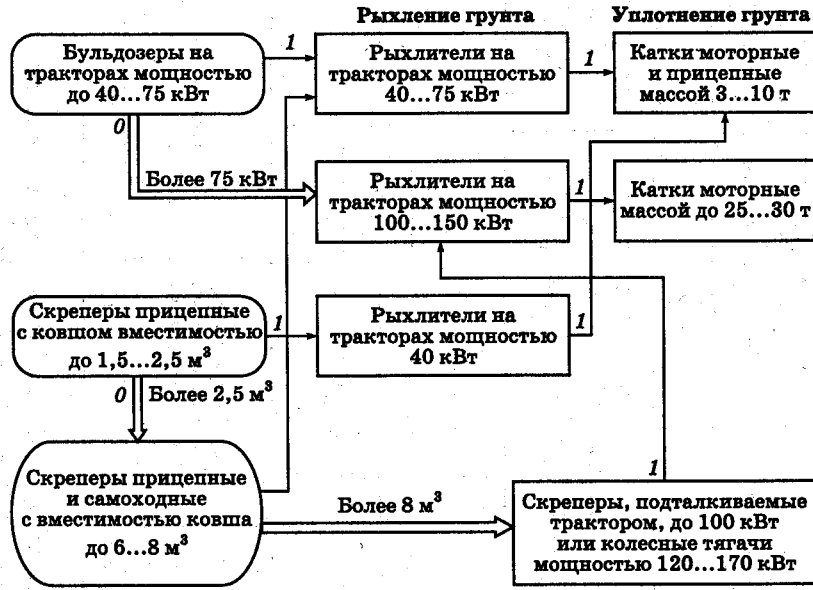 Рыхление грунта
Уплотнение грунта
Бульдозеры на
тракторах мощностью
до 40...75 кВт
1
Рыхлители на
тракторах мощностью
40...75 кВт
1
Катки моторные
и прицепные
массой 3...10 т
0
Более 75 кВт
Рыхлители на
тракторах мощностью
100...150 кВт
1
Катки моторные
массой до 25...30 т
Скреперы прицепные
с ковшом вместимостью
до 1,5...2,5 м³
1
Рыхлители на
тракторах мощностью
40 кВт
1
0
Более 2,5 м³
Скреперы прицепные
и самоходные
с вместимостью ковша
до 6...8 м³
Более 8 м³
1
Скреперы, подталкиваемые
трактором, до 100 кВт
или колесные тягачи
мощностью 120...170 кВт